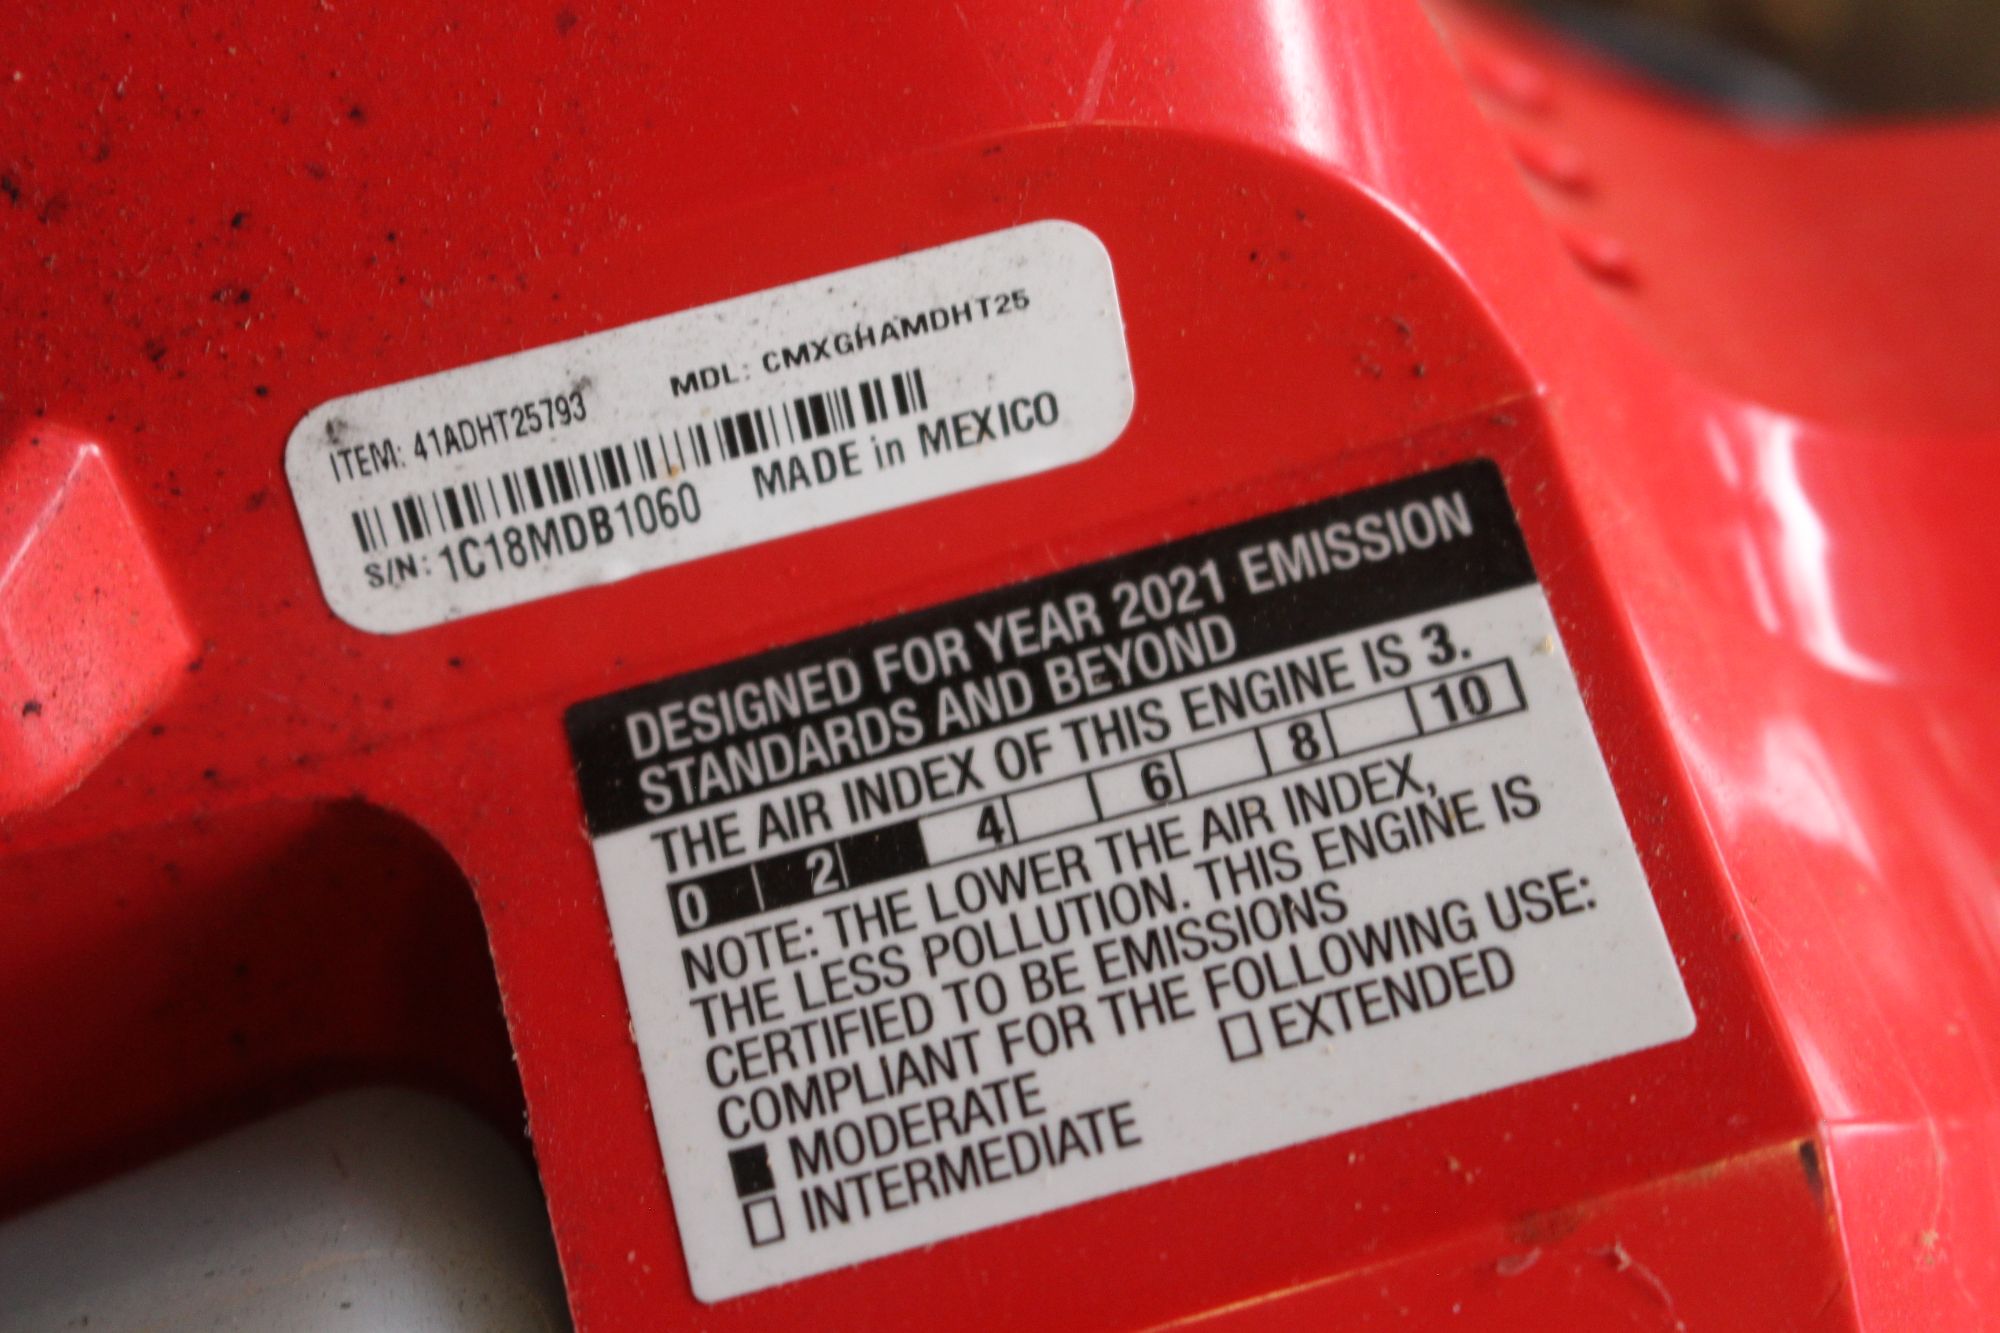 ITEM: 41ADHT25793 MDL: CMXGHAMDHT25
S/N: 1C18MDB1060 MADE in MEXICO
DESIGNED FOR YEAR 2021 EMISSION
STANDARDS AND BEYOND
THE AIR INDEX OF THIS ENGINE IS 3.
0 2 4 6 8 10
NOTE: THE LOWER THE AIR INDEX,
THE LESS POLLUTION. THIS ENGINE IS
CERTIFIED TO BE EMISSIONS
COMPLIANT FOR THE FOLLOWING USE:
MODERATE EXTENDED
INTERMEDIATE